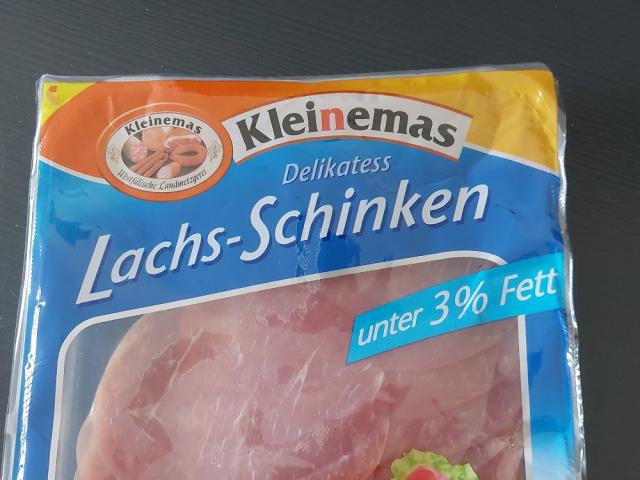 Kleinemas
Westfälische Landmetzgerei
Kleinemas
Delikatess
Lachs-Schinken
unter 3% Fett